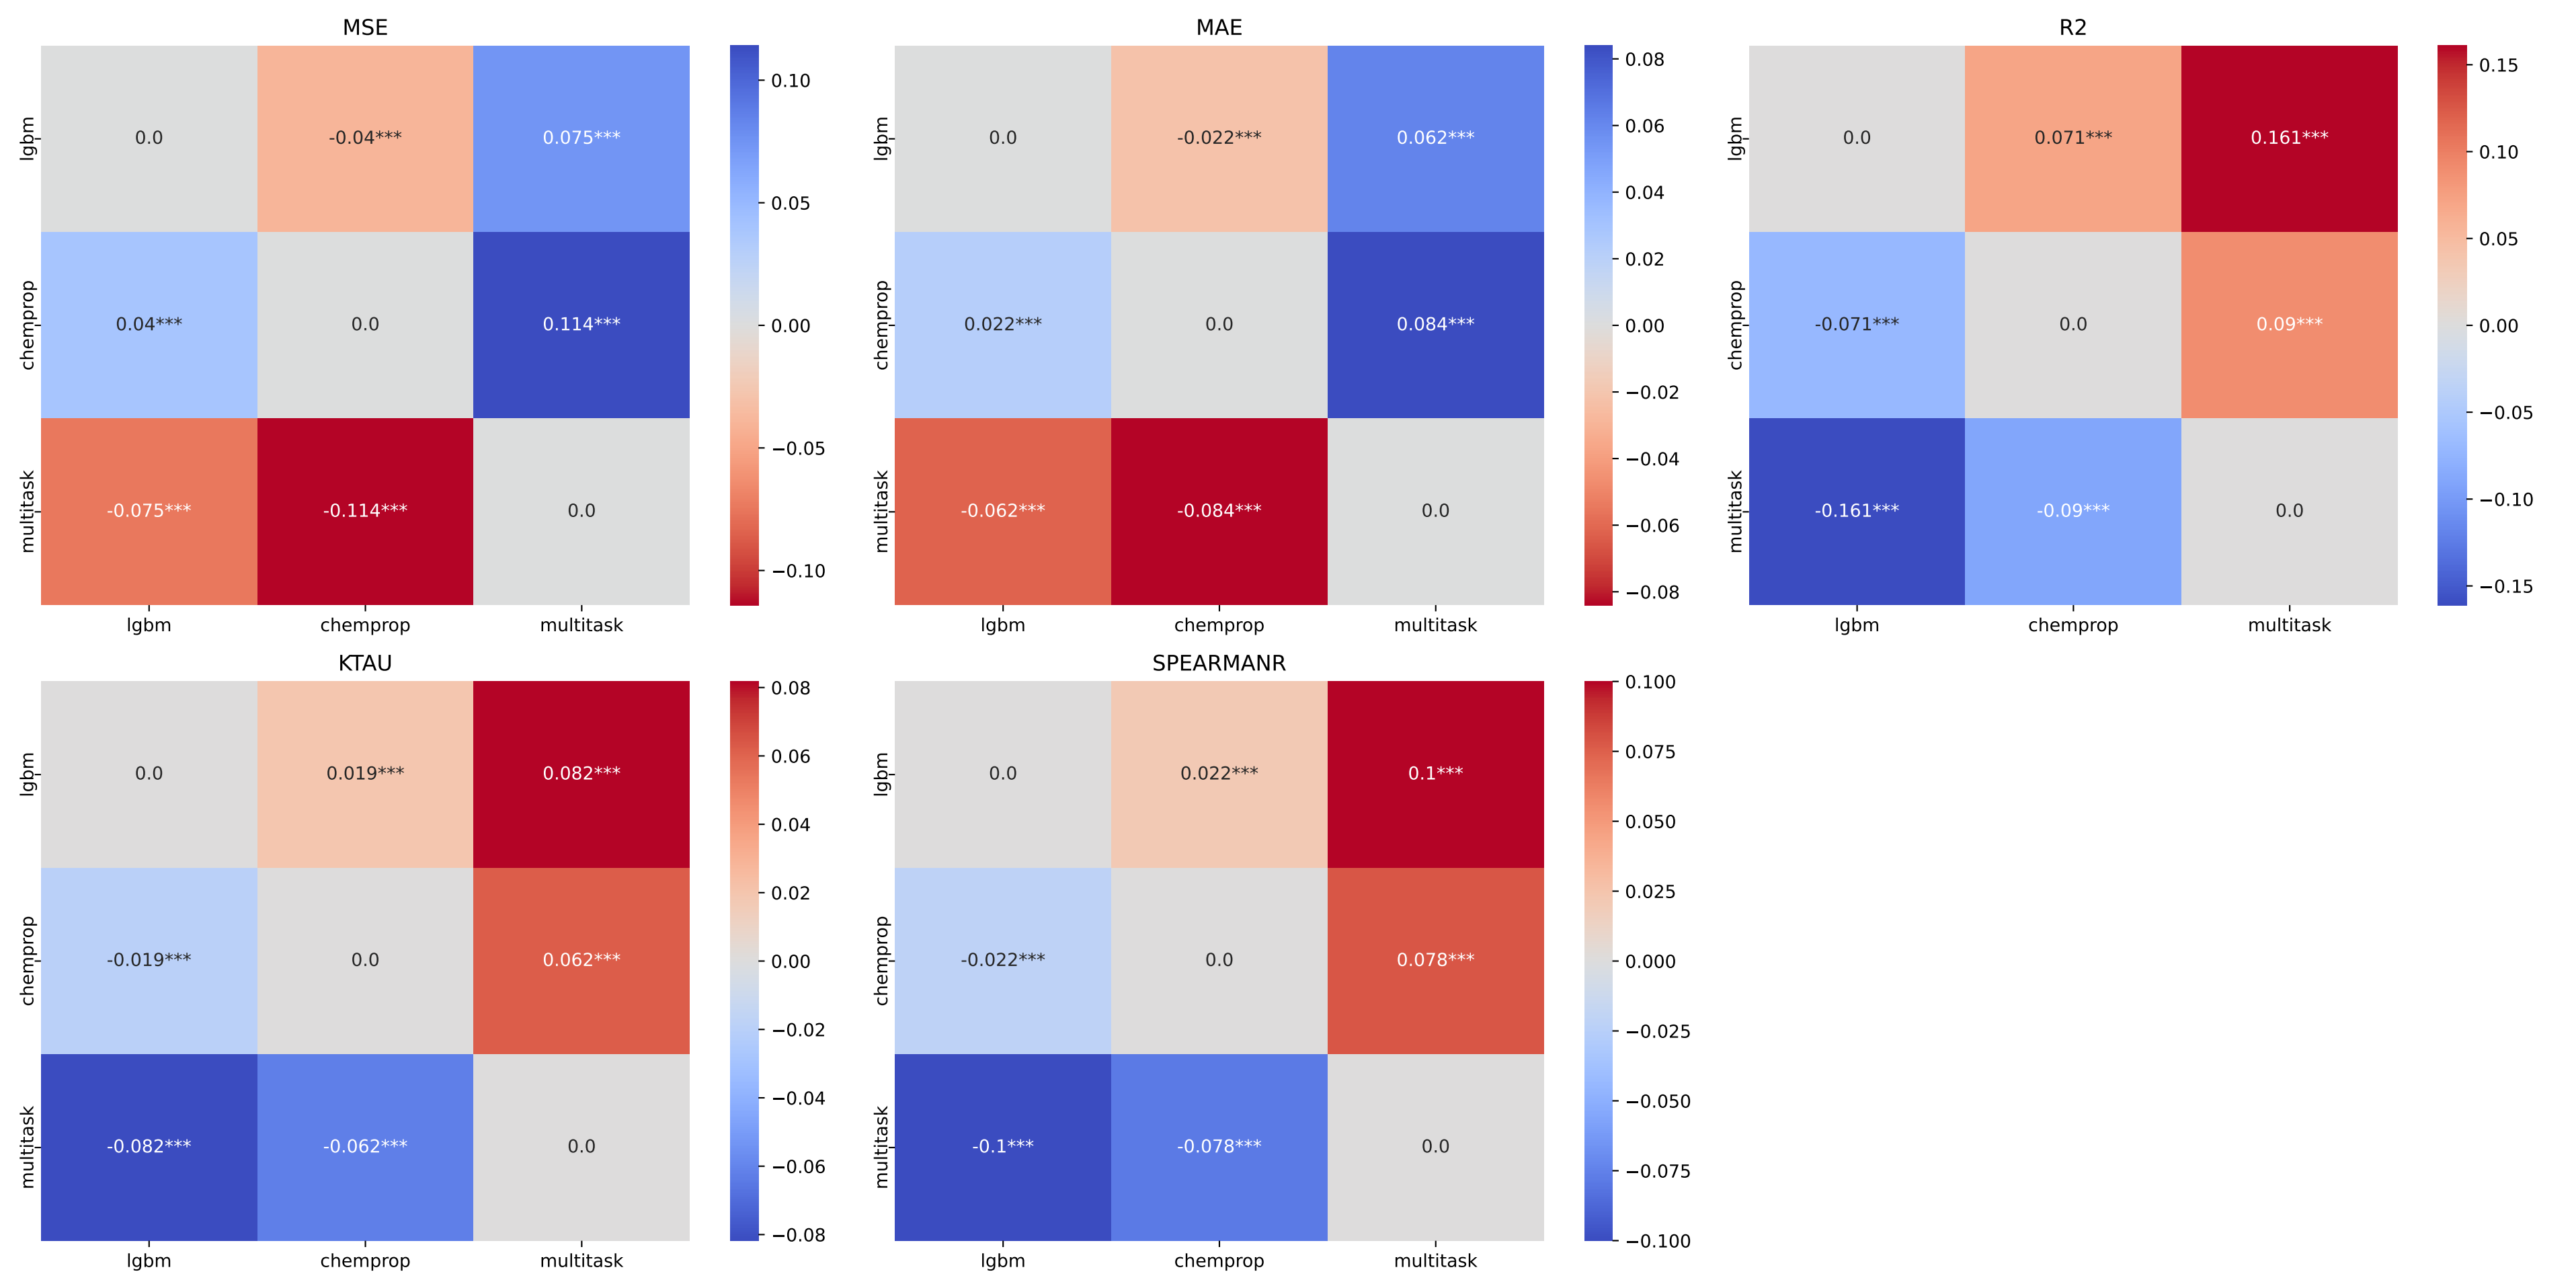 MSE
lgbm
chemprop
multitask
0.0
-0.04***
0.075***
0.04***
0.0
0.114***
-0.075***
-0.114***
0.0
lgbm
chemprop
multitask
0.10
0.05
0.00
−0.05
−0.10
MAE
lgbm
chemprop
multitask
0.0
-0.022***
0.062***
0.022***
0.0
0.084***
-0.062***
-0.084***
0.0
lgbm
chemprop
multitask
0.08
0.06
0.04
0.02
0.00
−0.02
−0.04
−0.06
−0.08
R2
lgbm
chemprop
multitask
0.0
0.071***
0.161***
-0.071***
0.0
0.09***
-0.161***
-0.09***
0.0
lgbm
chemprop
multitask
0.15
0.10
0.05
0.00
−0.05
−0.10
−0.15
KTAU
lgbm
chemprop
multitask
0.0
0.019***
0.082***
-0.019***
0.0
0.062***
-0.082***
-0.062***
0.0
lgbm
chemprop
multitask
0.08
0.06
0.04
0.02
0.00
−0.02
−0.04
−0.06
−0.08
SPEARMANR
lgbm
chemprop
multitask
0.0
0.022***
0.1***
-0.022***
0.0
0.078***
-0.1***
-0.078***
0.0
lgbm
chemprop
multitask
0.100
0.075
0.050
0.025
0.000
−0.025
−0.050
−0.075
−0.100